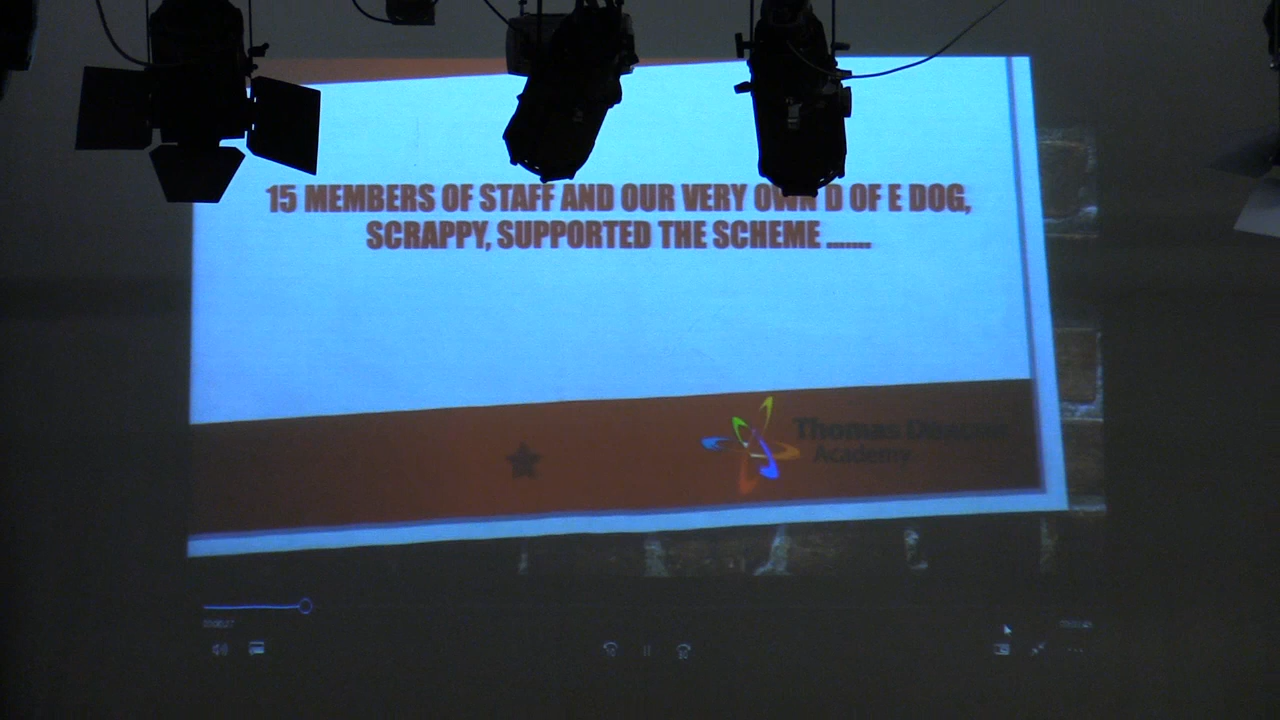 15 MEMBERS OF STAFF AND OUR VERY OWN D OF E DOG,
SCRAPPY, SUPPORTED THE SCHEME .......
Thomas Deacon
Academy